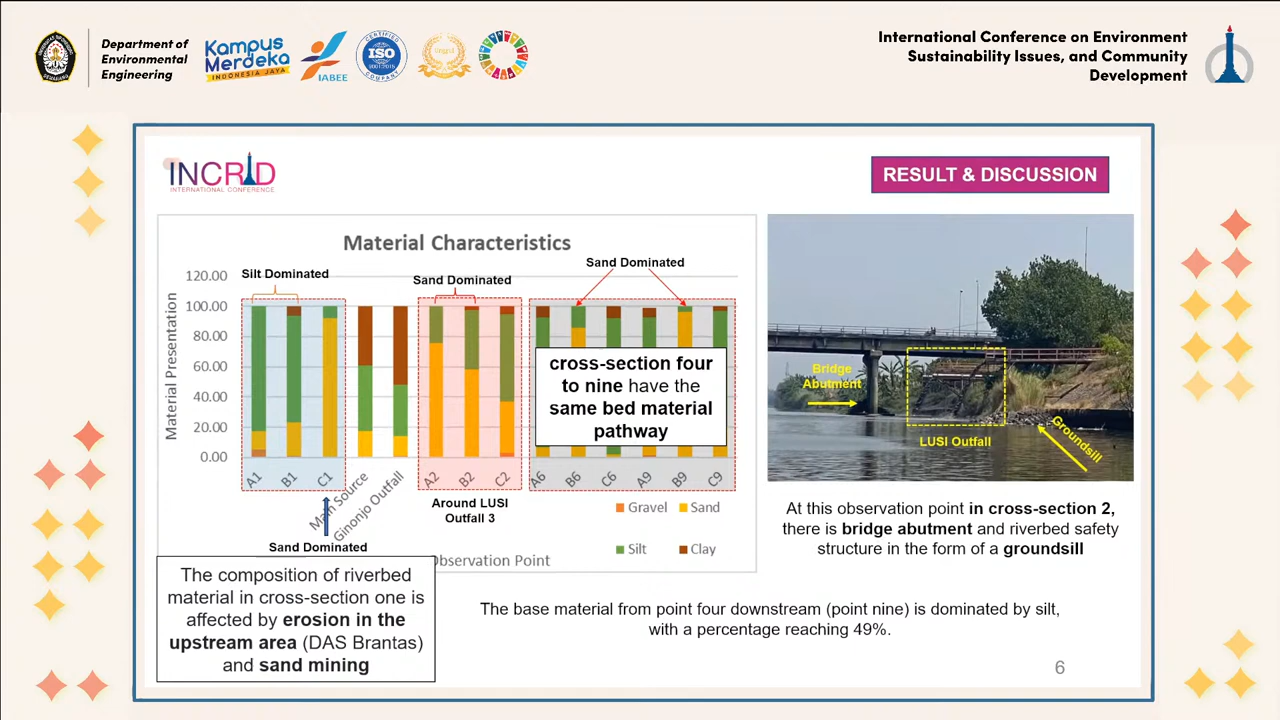 Department of
Environmental
Engineering
Kampus
Merdeka
INDONESIA JAYA
IABEE
CERTIFIED
ISO
9001:2015
COMPANY
Unggul
International Conference on Environment
Sustainability Issues, and Community
Development
INCRID
INTERNATIONAL CONFERENCE
RESULT & DISCUSSION
Material Characteristics
Silt Dominated
Sand Dominated
Sand Dominated
Material Presentation
120.00
100.00
80.00
60.00
40.00
20.00
0.00
A1
B1
C1
Main Source
Ginonjo Outfall
A2
B2
C2
A6
B6
C6
A9
B9
C9
cross-section four
to nine have the
same bed material
pathway
Around LUSI
Outfall 3
Sand Dominated
Observation Point
Gravel
Sand
Silt
Clay
Bridge
Abutment
LUSI Outfall
Groundsill
At this observation point in cross-section 2,
there is bridge abutment and riverbed safety
structure in the form of a groundsill
The composition of riverbed
material in cross-section one is
affected by erosion in the
upstream area (DAS Brantas)
and sand mining
The base material from point four downstream (point nine) is dominated by silt,
with a percentage reaching 49%.
6